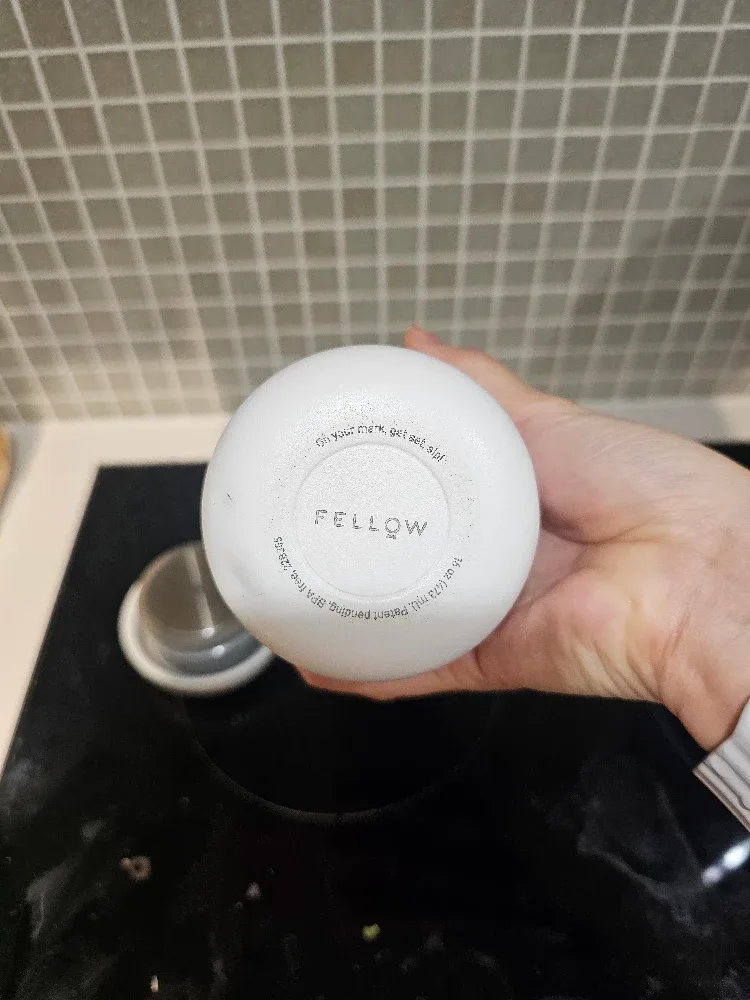 On your mark, get set, sip!
FELLOW
16 oz (473 mL), Patent pending, BPA free,